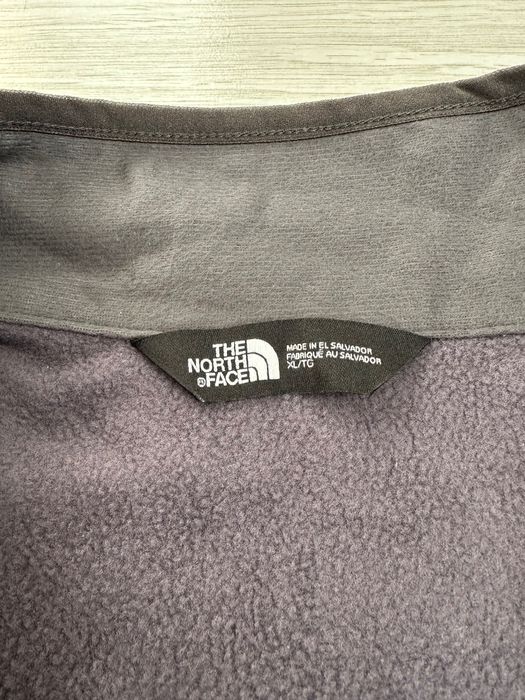 THE
NORTH
FACE
MADE IN EL SALVADOR
FABRIQUÉ AU SALVADOR
XL/TG